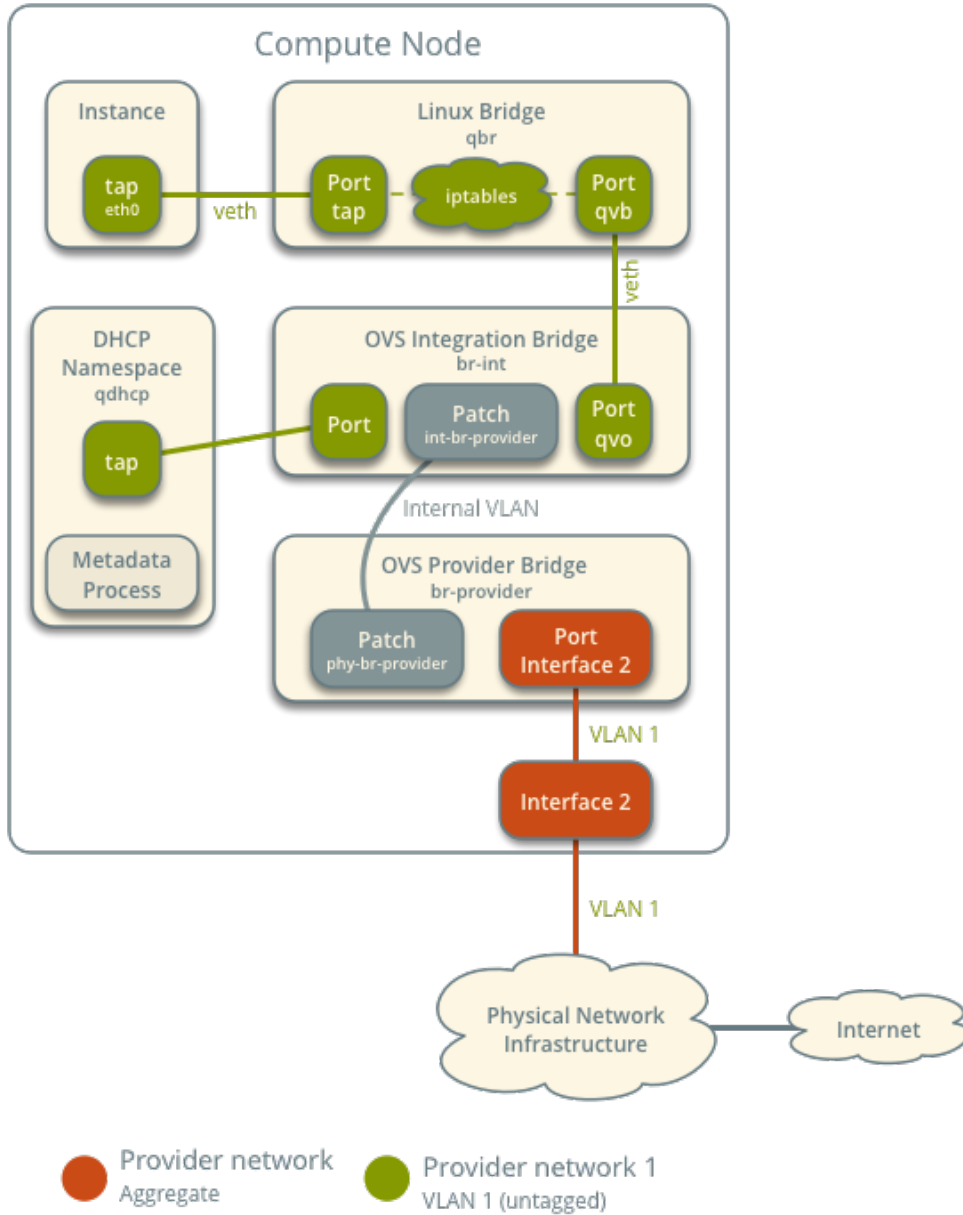 Compute Node
Instance
tap
eth0
veth
Linux Bridge
qbr
Port
tap
iptables
Port
qvb
veth
DHCP
Namespace
qdhcp
tap
Metadata
Process
OVS Integration Bridge
br-int
Port
Patch
int-br-provider
Port
qvo
Internal VLAN
OVS Provider Bridge
br-provider
Patch
phy-br-provider
Port
Interface 2
VLAN 1
Interface 2
VLAN 1
Physical Network
Infrastructure
Internet
Provider network
Aggregate
Provider network 1
VLAN 1 (untagged)